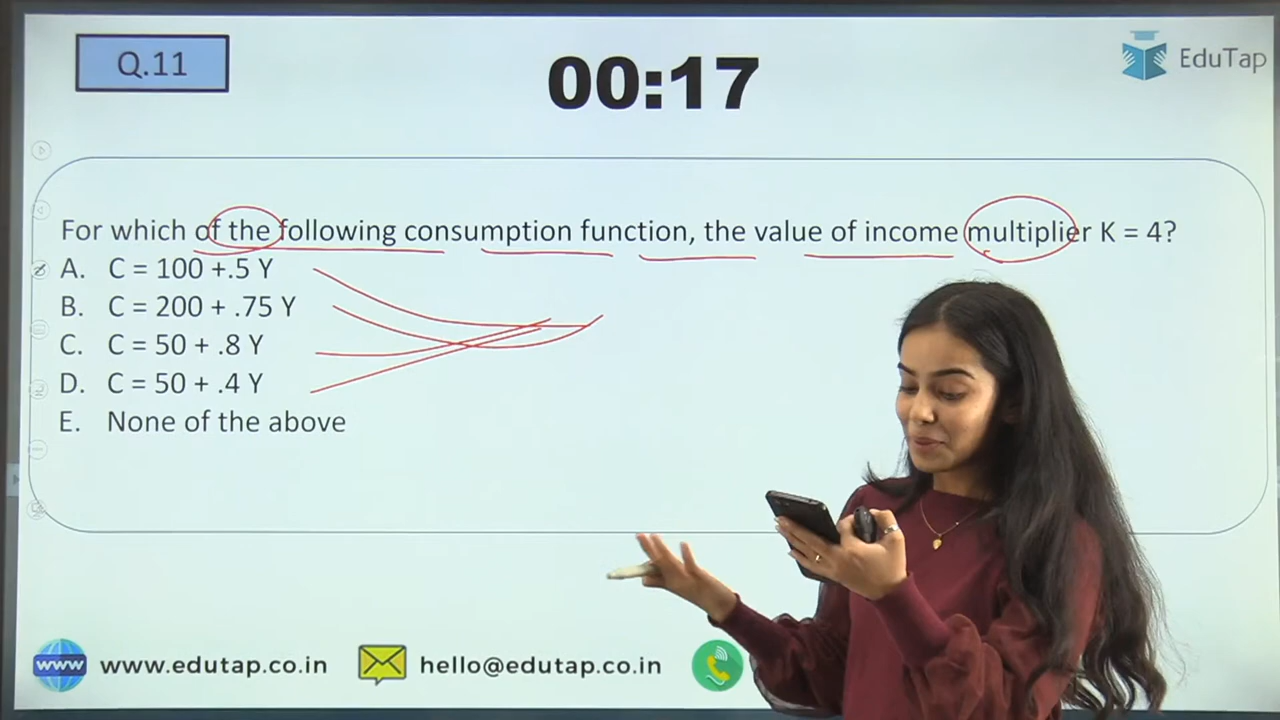 Q.11
00:17
EduTap
For which of the following consumption function, the value of income multiplier K = 4?
A. C = 100 +.5 Y
B. C = 200 + .75 Y
C. C = 50 + .8 Y
D. C = 50 + .4 Y
E. None of the above
www www.edutap.co.in hello@edutap.co.in